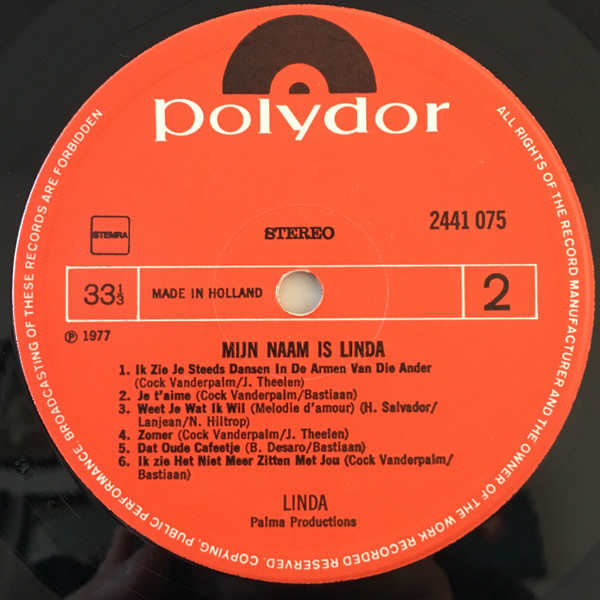 polydor
ALL RIGHTS OF THE RECORD MANUFACTURER AND THE OWNER OF THE WORK RECORDED RESERVED. COPYING, PUBLIC PERFORMANCE, BROADCASTING OF THESE RECORDS ARE FORBIDDEN.
STEMRA
STEREO
2441 075
33 1/3
MADE IN HOLLAND
2
℗ 1977
MIJN NAAM IS LINDA
1. Ik Zie Je Steeds Dansen In De Armen Van Die Ander
(Cock Vanderpalm/J. Theelen)
2. Je t'aime (Cock Vanderpalm/Bastiaan)
3. Weet Je Wat Ik Wil (Melodie d'amour) (H. Salvador/
Lanjean/N. Hiltrop)
4. Zomer (Cock Vanderpalm/J. Theelen)
5. Dat Oude Cafeetje (B. Desaro/Bastiaan)
6. Ik zie Het Niet Meer Zitten Met Jou (Cock Vanderpalm/
Bastiaan)
LINDA
Palma Productions